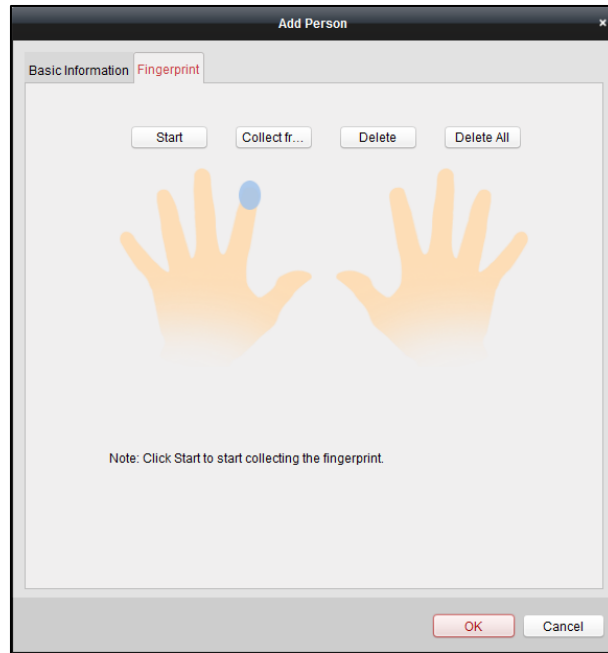 Add Person ×
Basic Information Fingerprint
Start Collect fr... Delete Delete All
Note: Click Start to start collecting the fingerprint.
OK Cancel